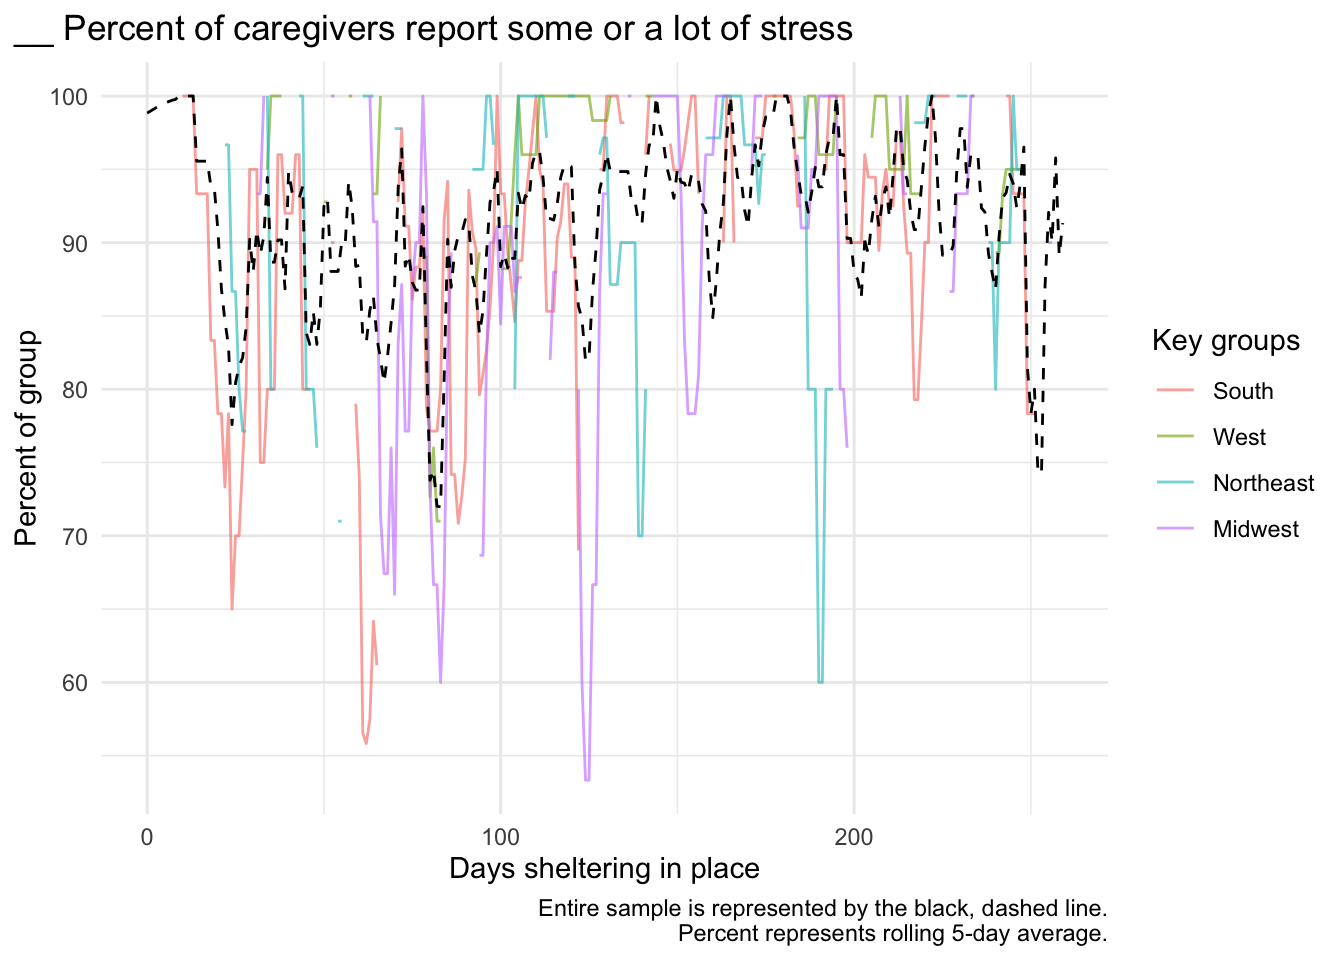 __ Percent of caregivers report some or a lot of stress
Percent of group
100
90
80
70
60
0
100
200
Days sheltering in place
Key groups
South
West
Northeast
Midwest
Entire sample is represented by the black, dashed line.
Percent represents rolling 5-day average.